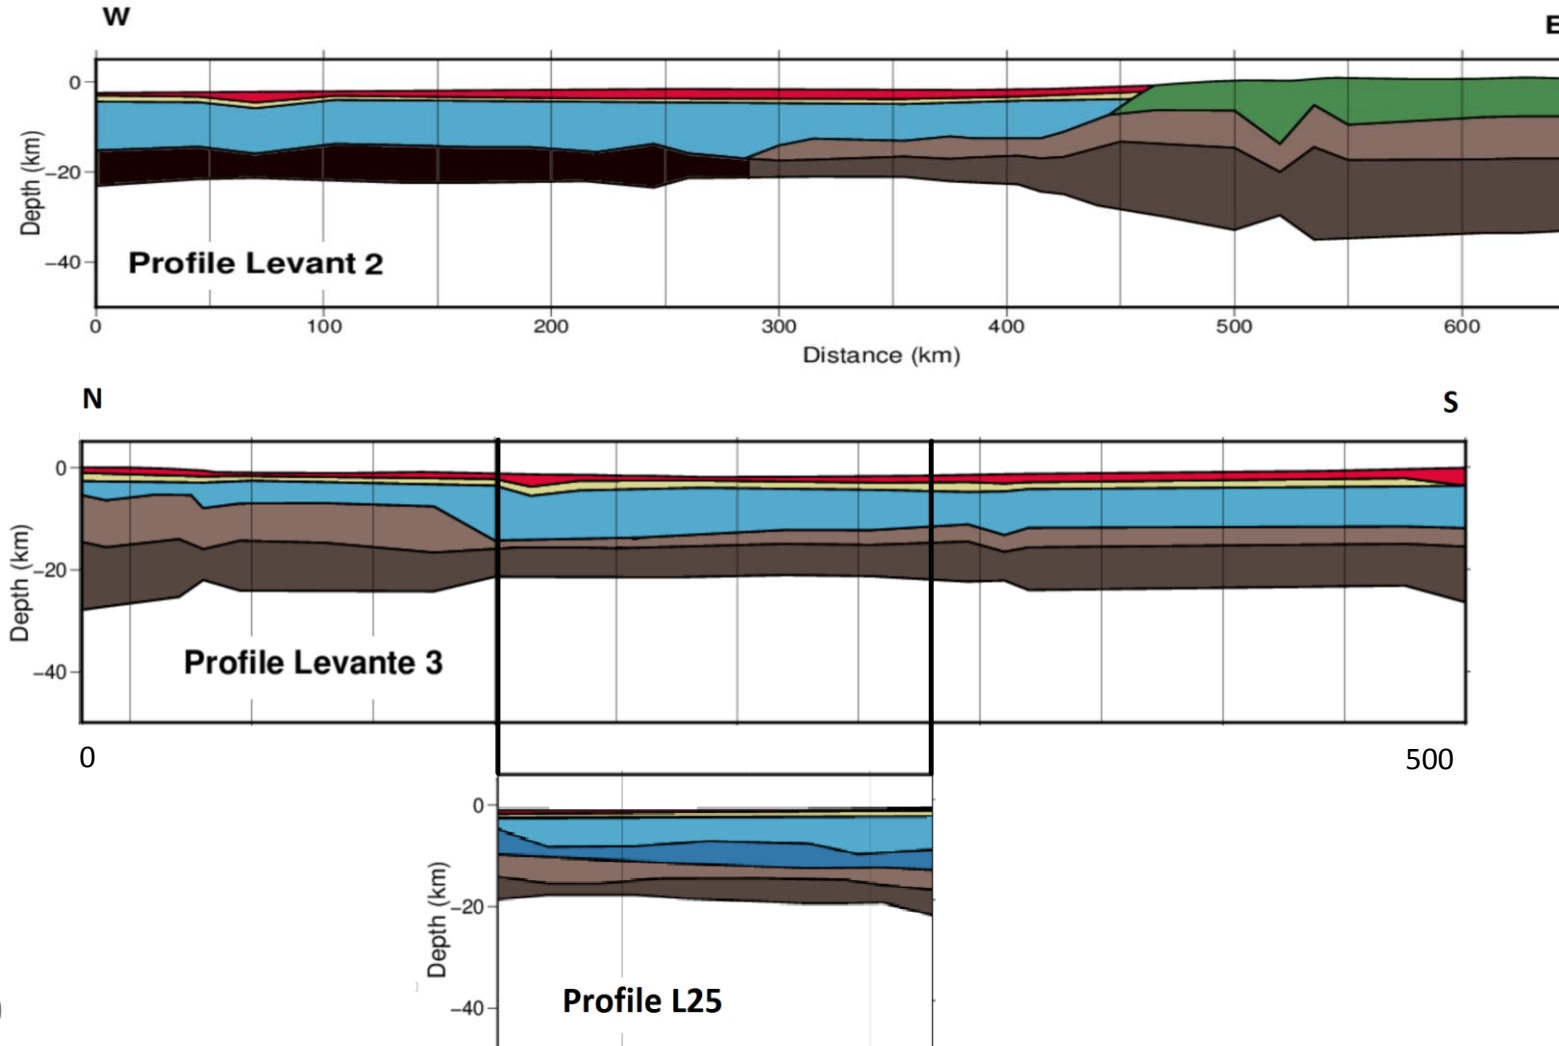 W
E
0
−20
−40
Depth (km)
Profile Levant 2
0 100 200 300 400 500 600
Distance (km)
N
S
0
−20
−40
Depth (km)
Profile Levante 3
0
500
0
−20
−40
Depth (km)
Profile L25
)